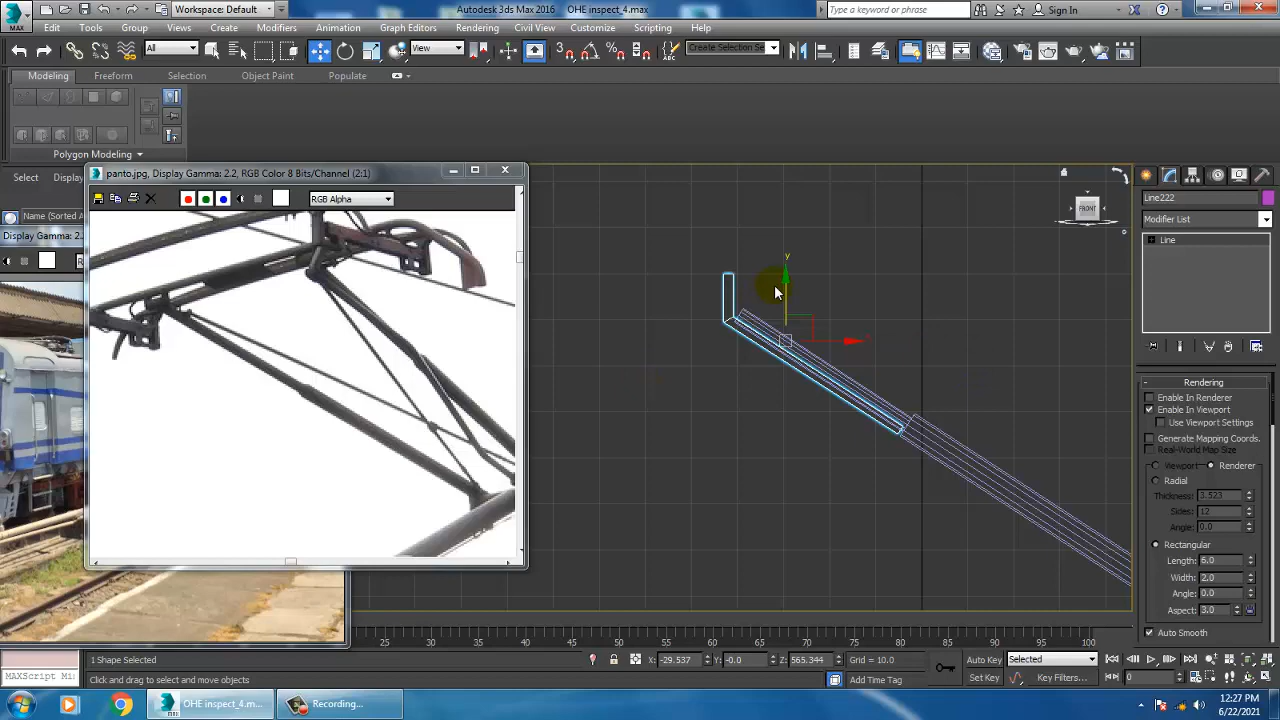 Workspace: Default
Autodesk 3ds Max 2016    OHE inspect_4.max
Type a keyword or phrase
Sign In
MAX
Edit Tools Group Views Create Modifiers Animation Graph Editors Rendering Civil View Customize Scripting Help
All
View
Create Selection Se
Modeling Freeform Selection Object Paint Populate
Polygon Modeling
Select Displa
Name (Sorted A
Display Gamma: 2.
panto.jpg, Display Gamma: 2.2, RGB Color 8 Bits/Channel (2:1)
RGB Alpha
FRONT
y
Line222
Modifier List
Line
Rendering
Enable In Renderer
Enable In Viewport
Use Viewport Settings
Generate Mapping Coords.
Real-World Map Size
Viewport Renderer
Radial
Thickness: 3.523
Sides: 12
Angle: 0.0
Rectangular
Length: 6.0
Width: 2.0
Angle: 0.0
Aspect: 3.0
Auto Smooth
30 35 40 45 50 55 60 65 70 75 80 85 90 95 100
1 Shape Selected
X: -29.537 Y: -0.0 Z: 565.344 Grid = 10.0
Auto Key Selected
MAXScript Mi
Click and drag to select and move objects
Add Time Tag
Set Key Key Filters... 0
OHE inspect_4.m...
Recording...
12:27 PM
6/22/2021